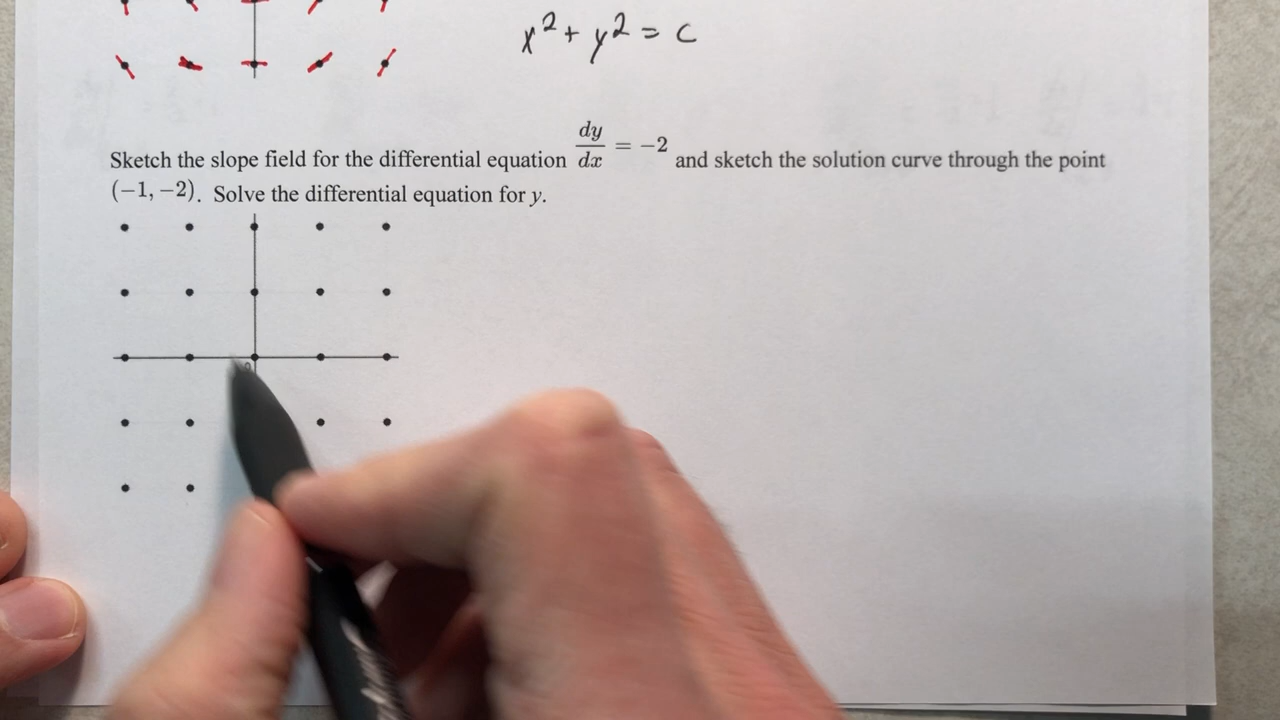 x² + y² = c
Sketch the slope field for the differential equation dy/dx = −2 and sketch the solution curve through the point
(−1, −2). Solve the differential equation for y.